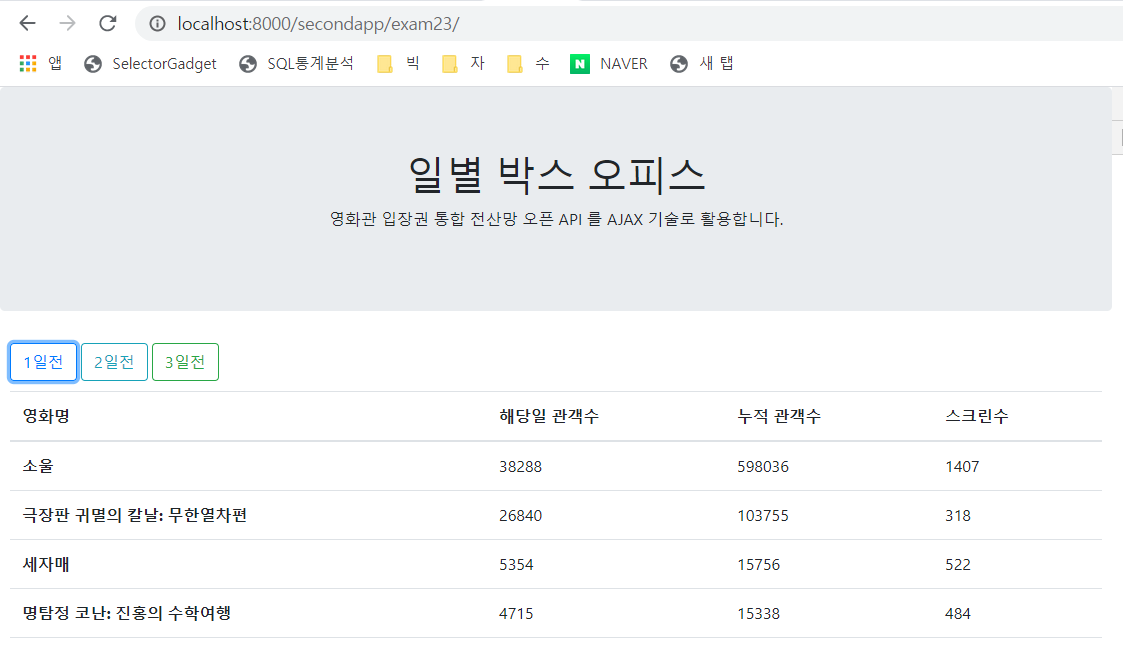 localhost:8000/secondapp/exam23/
앱 SelectorGadget SQL통계분석 빅 자 수 N NAVER 새 탭
일별 박스 오피스
영화관 입장권 통합 전산망 오픈 API 를 AJAX 기술로 활용합니다.
1일전 2일전 3일전
영화명 해당일 관객수 누적 관객수 스크린수
소울 38288 598036 1407
극장판 귀멸의 칼날: 무한열차편 26840 103755 318
세자매 5354 15756 522
명탐정 코난: 진홍의 수학여행 4715 15338 484